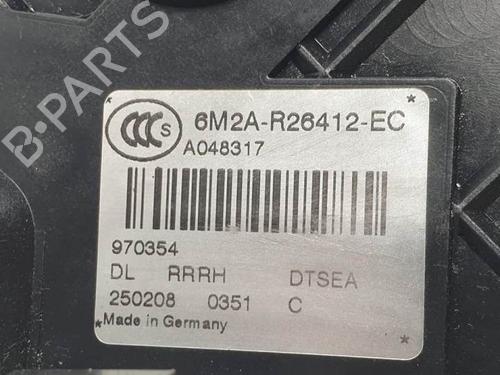 CCC S
6M2A-R26412-EC
A048317
970354
DL RRRH DTSEA
250208 0351 C
*Made in Germany
B-PARTS